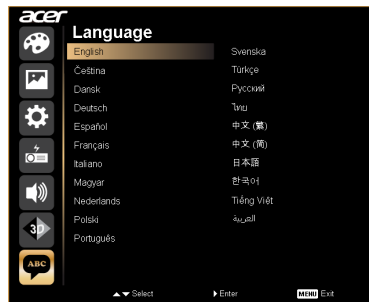 acer
Language
English
Čeština
Dansk
Deutsch
Español
Français
Italiano
Magyar
Nederlands
Polski
Português
Svenska
Türkçe
Русский
ไทย
中文 (繁)
中文 (简)
日本語
한국어
Tiếng Việt
العربية
3D
ABC
Select
Enter
MENU Exit